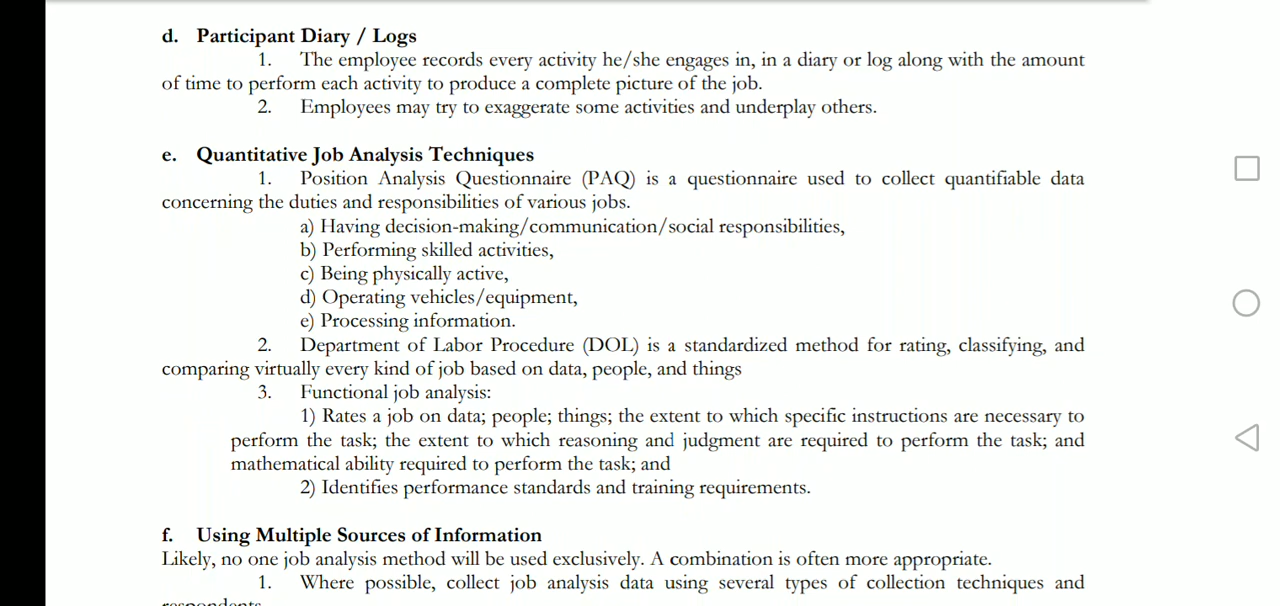 d. Participant Diary / Logs
1. The employee records every activity he/she engages in, in a diary or log along with the amount
of time to perform each activity to produce a complete picture of the job.
2. Employees may try to exaggerate some activities and underplay others.
e. Quantitative Job Analysis Techniques
1. Position Analysis Questionnaire (PAQ) is a questionnaire used to collect quantifiable data
concerning the duties and responsibilities of various jobs.
a) Having decision-making/communication/social responsibilities,
b) Performing skilled activities,
c) Being physically active,
d) Operating vehicles/equipment,
e) Processing information.
2. Department of Labor Procedure (DOL) is a standardized method for rating, classifying, and
comparing virtually every kind of job based on data, people, and things
3. Functional job analysis:
1) Rates a job on data; people; things; the extent to which specific instructions are necessary to
perform the task; the extent to which reasoning and judgment are required to perform the task; and
mathematical ability required to perform the task; and
2) Identifies performance standards and training requirements.
f. Using Multiple Sources of Information
Likely, no one job analysis method will be used exclusively. A combination is often more appropriate.
1. Where possible, collect job analysis data using several types of collection techniques and
respondents